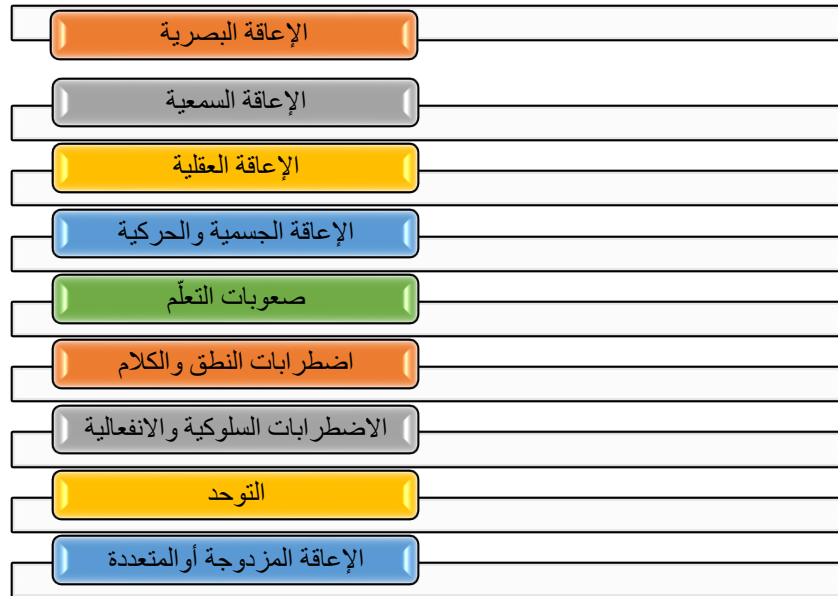 الإعاقة البصرية
الإعاقة السمعية
الإعاقة العقلية
الإعاقة الجسمية والحركية
صعوبات التعلّم
اضطرابات النطق والكلام
الاضطرابات السلوكية والانفعالية
التوحد
الإعاقة المزدوجة أوالمتعددة